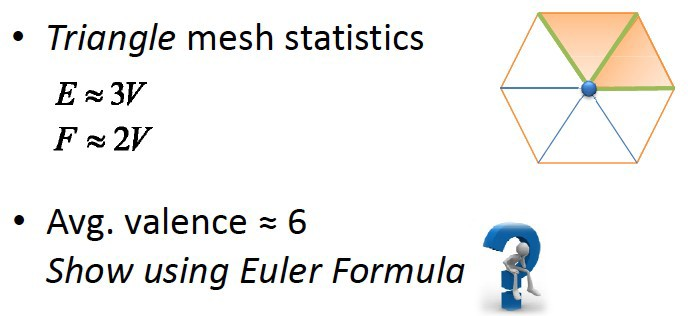 • Triangle mesh statistics
E ≈ 3V
F ≈ 2V
• Avg. valence ≈ 6
Show using Euler Formula